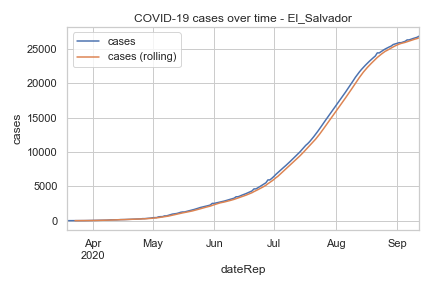 COVID-19 cases over time - El_Salvador
cases
cases (rolling)
25000
20000
15000
10000
5000
0
cases
Apr
2020
May
Jun
Jul
Aug
Sep
dateRep